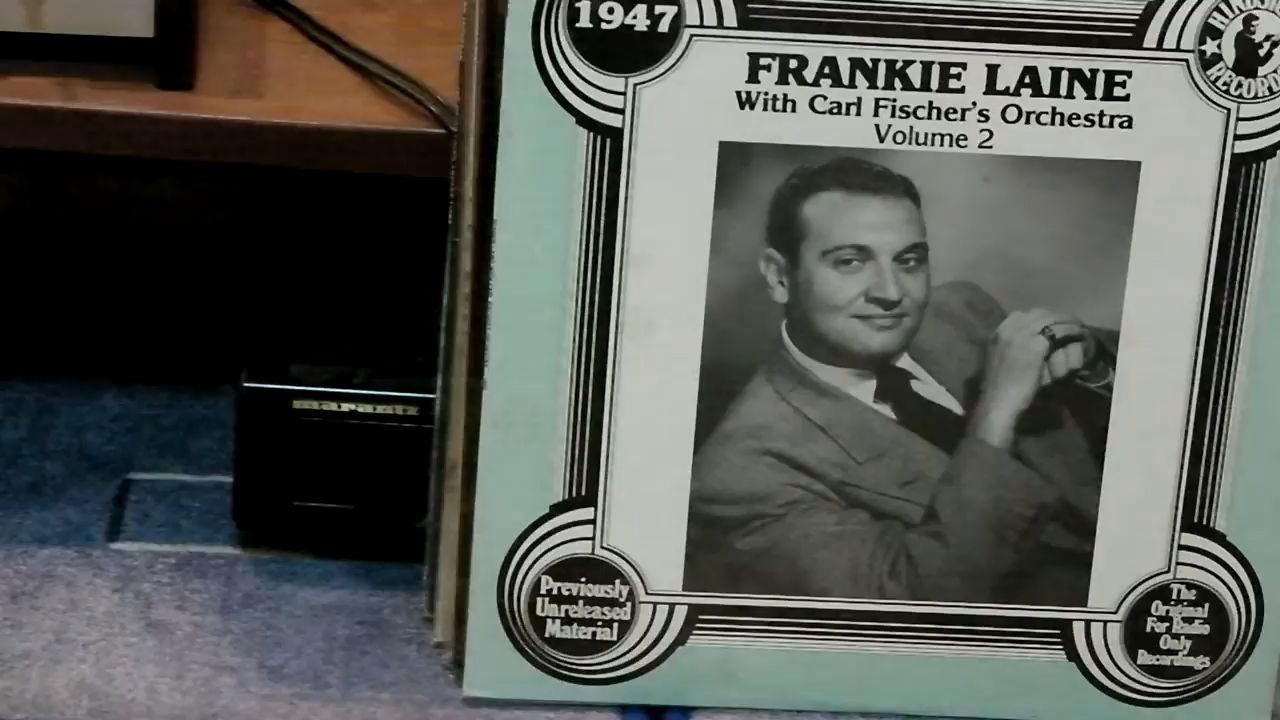 1947
FRANKIE LAINE
With Carl Fischer's Orchestra
Volume 2
RECORDS
marantz
Previously
Unreleased
Material
The
Original
For Radio
Only
Recordings